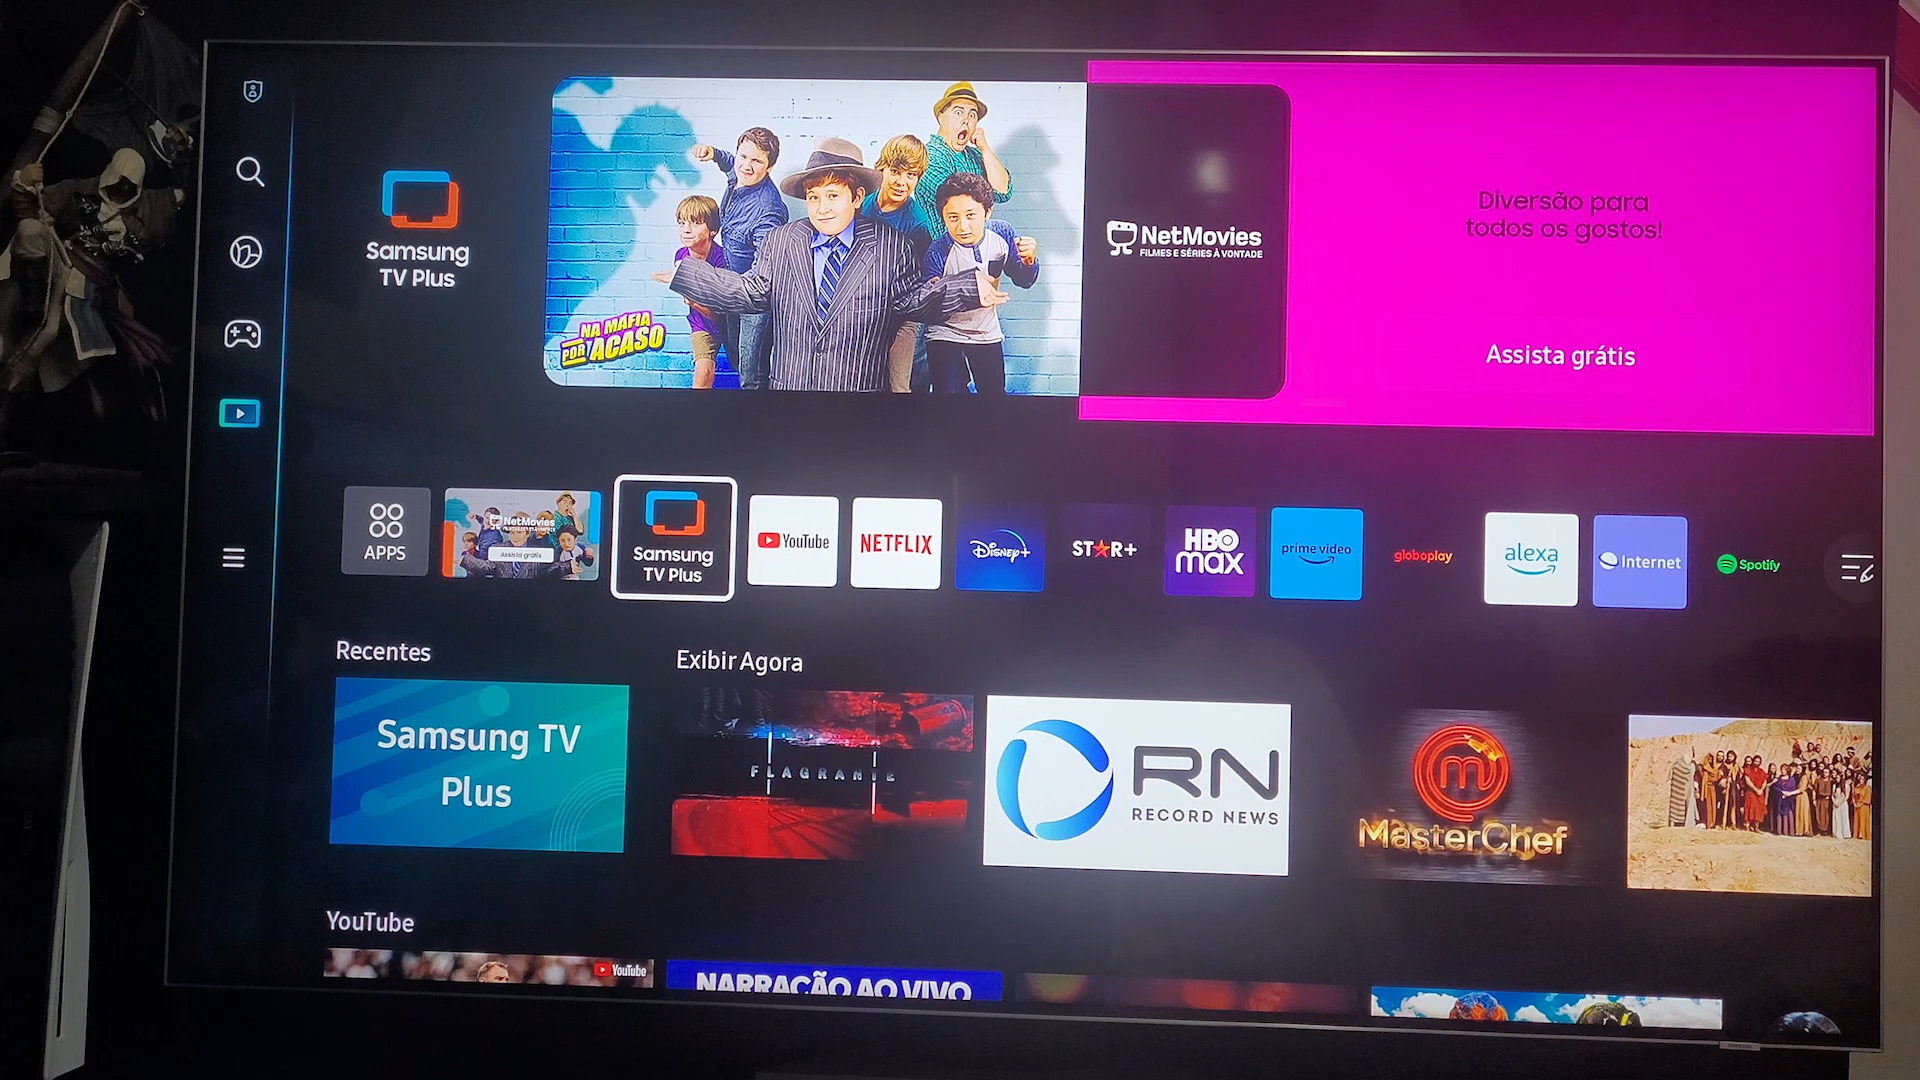 Samsung
TV Plus
NA MÁFIA
POR ACASO
NetMovies
FILMES E SÉRIES À VONTADE
Diversão para
todos os gostos!
Assista grátis
APPS
NetMovies
Assista grátis
Samsung
TV Plus
YouTube
NETFLIX
Disney+
STAR+
HBO
max
prime video
globoplay
alexa
Internet
Spotify
Recentes
Exibir Agora
Samsung TV
Plus
FLAGRANTE
RN
RECORD NEWS
MasterChef
YouTube
YouTube
NARRAÇÃO AO VIVO
SAMSUNG